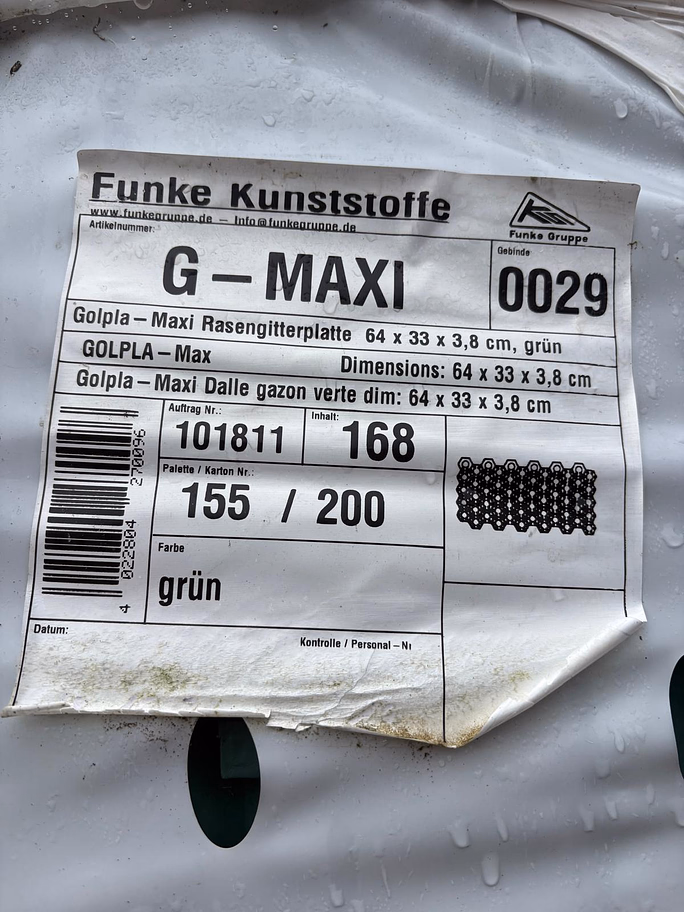 Funke Kunststoffe
www.funkegruppe.de – Info@funkegruppe.de
Funke Gruppe
Artikelnummer:
G – MAXI
Gebinde
0029
Golpla – Maxi Rasengitterplatte 64 x 33 x 3,8 cm, grün
GOLPLA – Max Dimensions: 64 x 33 x 3,8 cm
Golpla – Maxi Dalle gazon verte dim: 64 x 33 x 3,8 cm
4 022804 270096
Auftrag Nr.:
101811
Inhalt:
168
Palette / Karton Nr.:
155 / 200
Farbe
grün
Datum:
Kontrolle / Personal – Nr